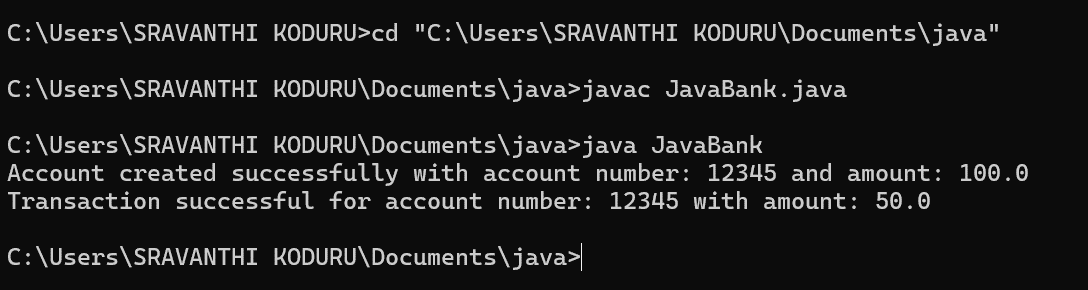 C:\Users\SRAVANTHI KODURU>cd "C:\Users\SRAVANTHI KODURU\Documents\java"
C:\Users\SRAVANTHI KODURU\Documents\java>javac JavaBank.java
C:\Users\SRAVANTHI KODURU\Documents\java>java JavaBank
Account created successfully with account number: 12345 and amount: 100.0
Transaction successful for account number: 12345 with amount: 50.0
C:\Users\SRAVANTHI KODURU\Documents\java>